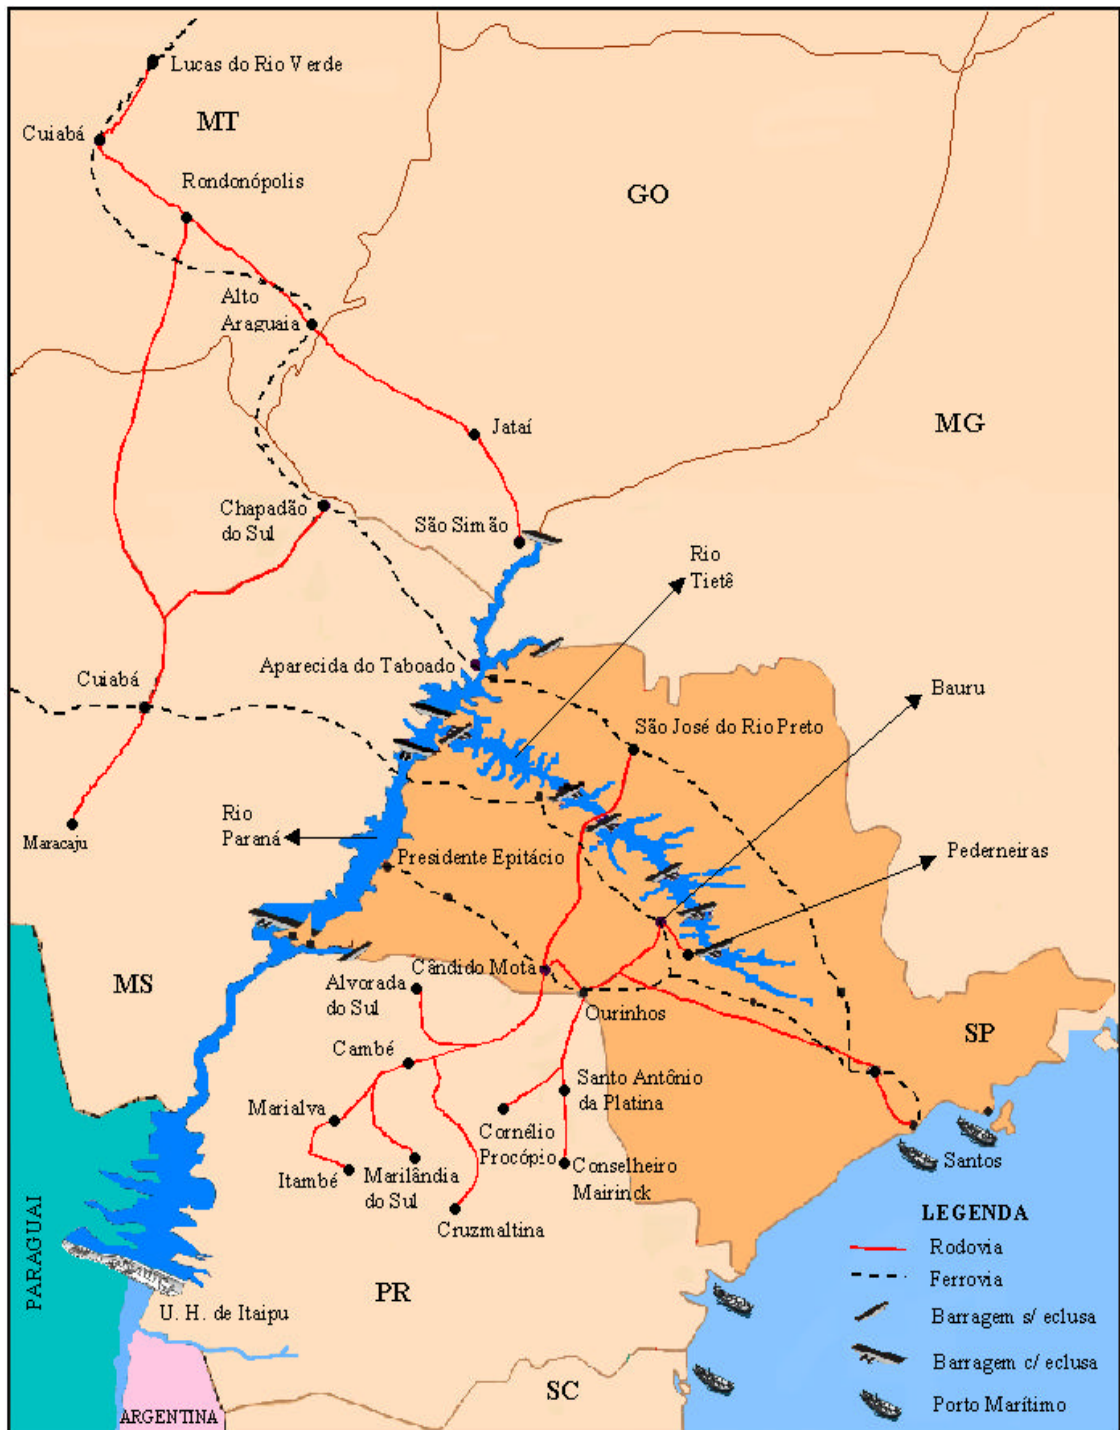 Lucas do Rio Verde
MT
Cuiabá
Rondonópolis
GO
Alto
Araguaia
Jataí
MG
Chapadão
do Sul
São Simão
Rio
Tietê
Aparecida do Taboado
Cuiabá
Bauru
São José do Rio Preto
Rio
Paraná
Maracaju
Presidente Epitácio
Pederneiras
MS
Cândido Mota
Alvorada
do Sul
Ourinhos
SP
Cambé
Santo Antônio
da Platina
Marialva
Cornélio
Procópio
Itambé
Marilândia
do Sul
Conselheiro
Mairinck
Santos
Cruzmaltina
LEGENDA
Rodovia
Ferrovia
Barragem s/ eclusa
Barragem c/ eclusa
Porto Marítimo
PARAGUAI
U. H. de Itaipu
PR
SC
ARGENTINA